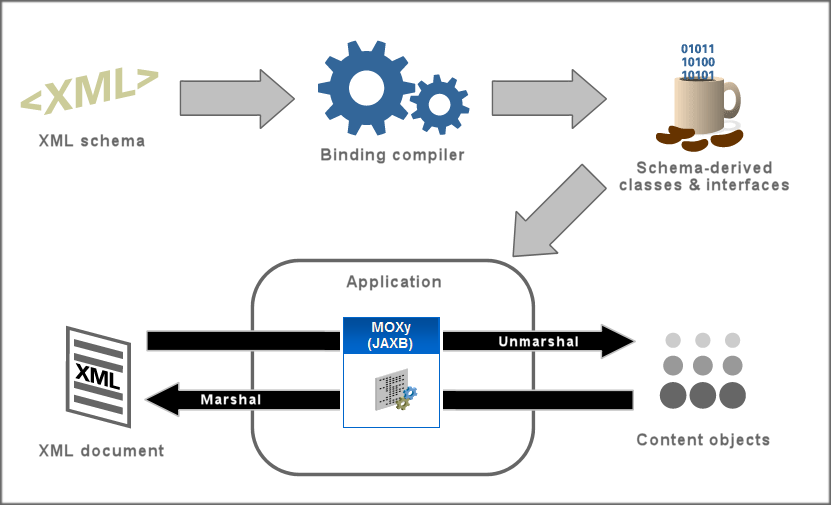 <XML>
XML schema
Binding compiler
01011
10100
10101
Schema-derived
classes & interfaces
Application
MOXy
(JAXB)
Unmarshal
Marshal
XML
XML document
Content objects